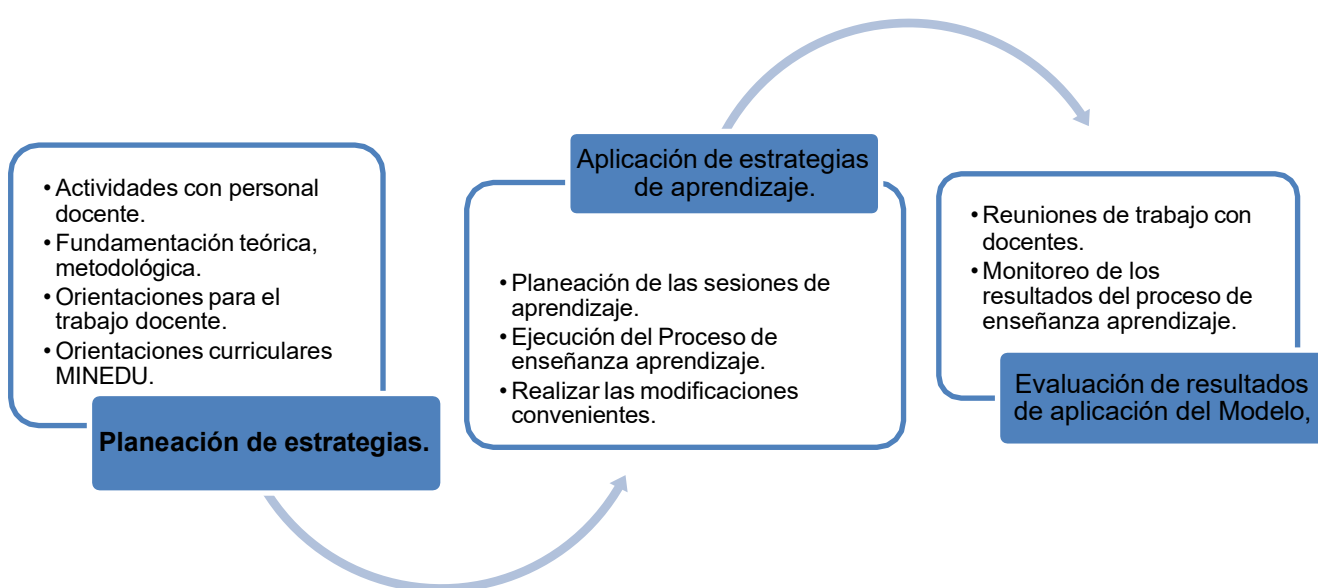 • Actividades con personal
docente.
• Fundamentación teórica,
metodológica.
• Orientaciones para el
trabajo docente.
• Orientaciones curriculares
MINEDU.
Planeación de estrategias.
Aplicación de estrategias
de aprendizaje.
• Planeación de las sesiones de
aprendizaje.
• Ejecución del Proceso de
enseñanza aprendizaje.
• Realizar las modificaciones
convenientes.
• Reuniones de trabajo con
docentes.
• Monitoreo de los
resultados del proceso de
enseñanza aprendizaje.
Evaluación de resultados
de aplicación del Modelo,